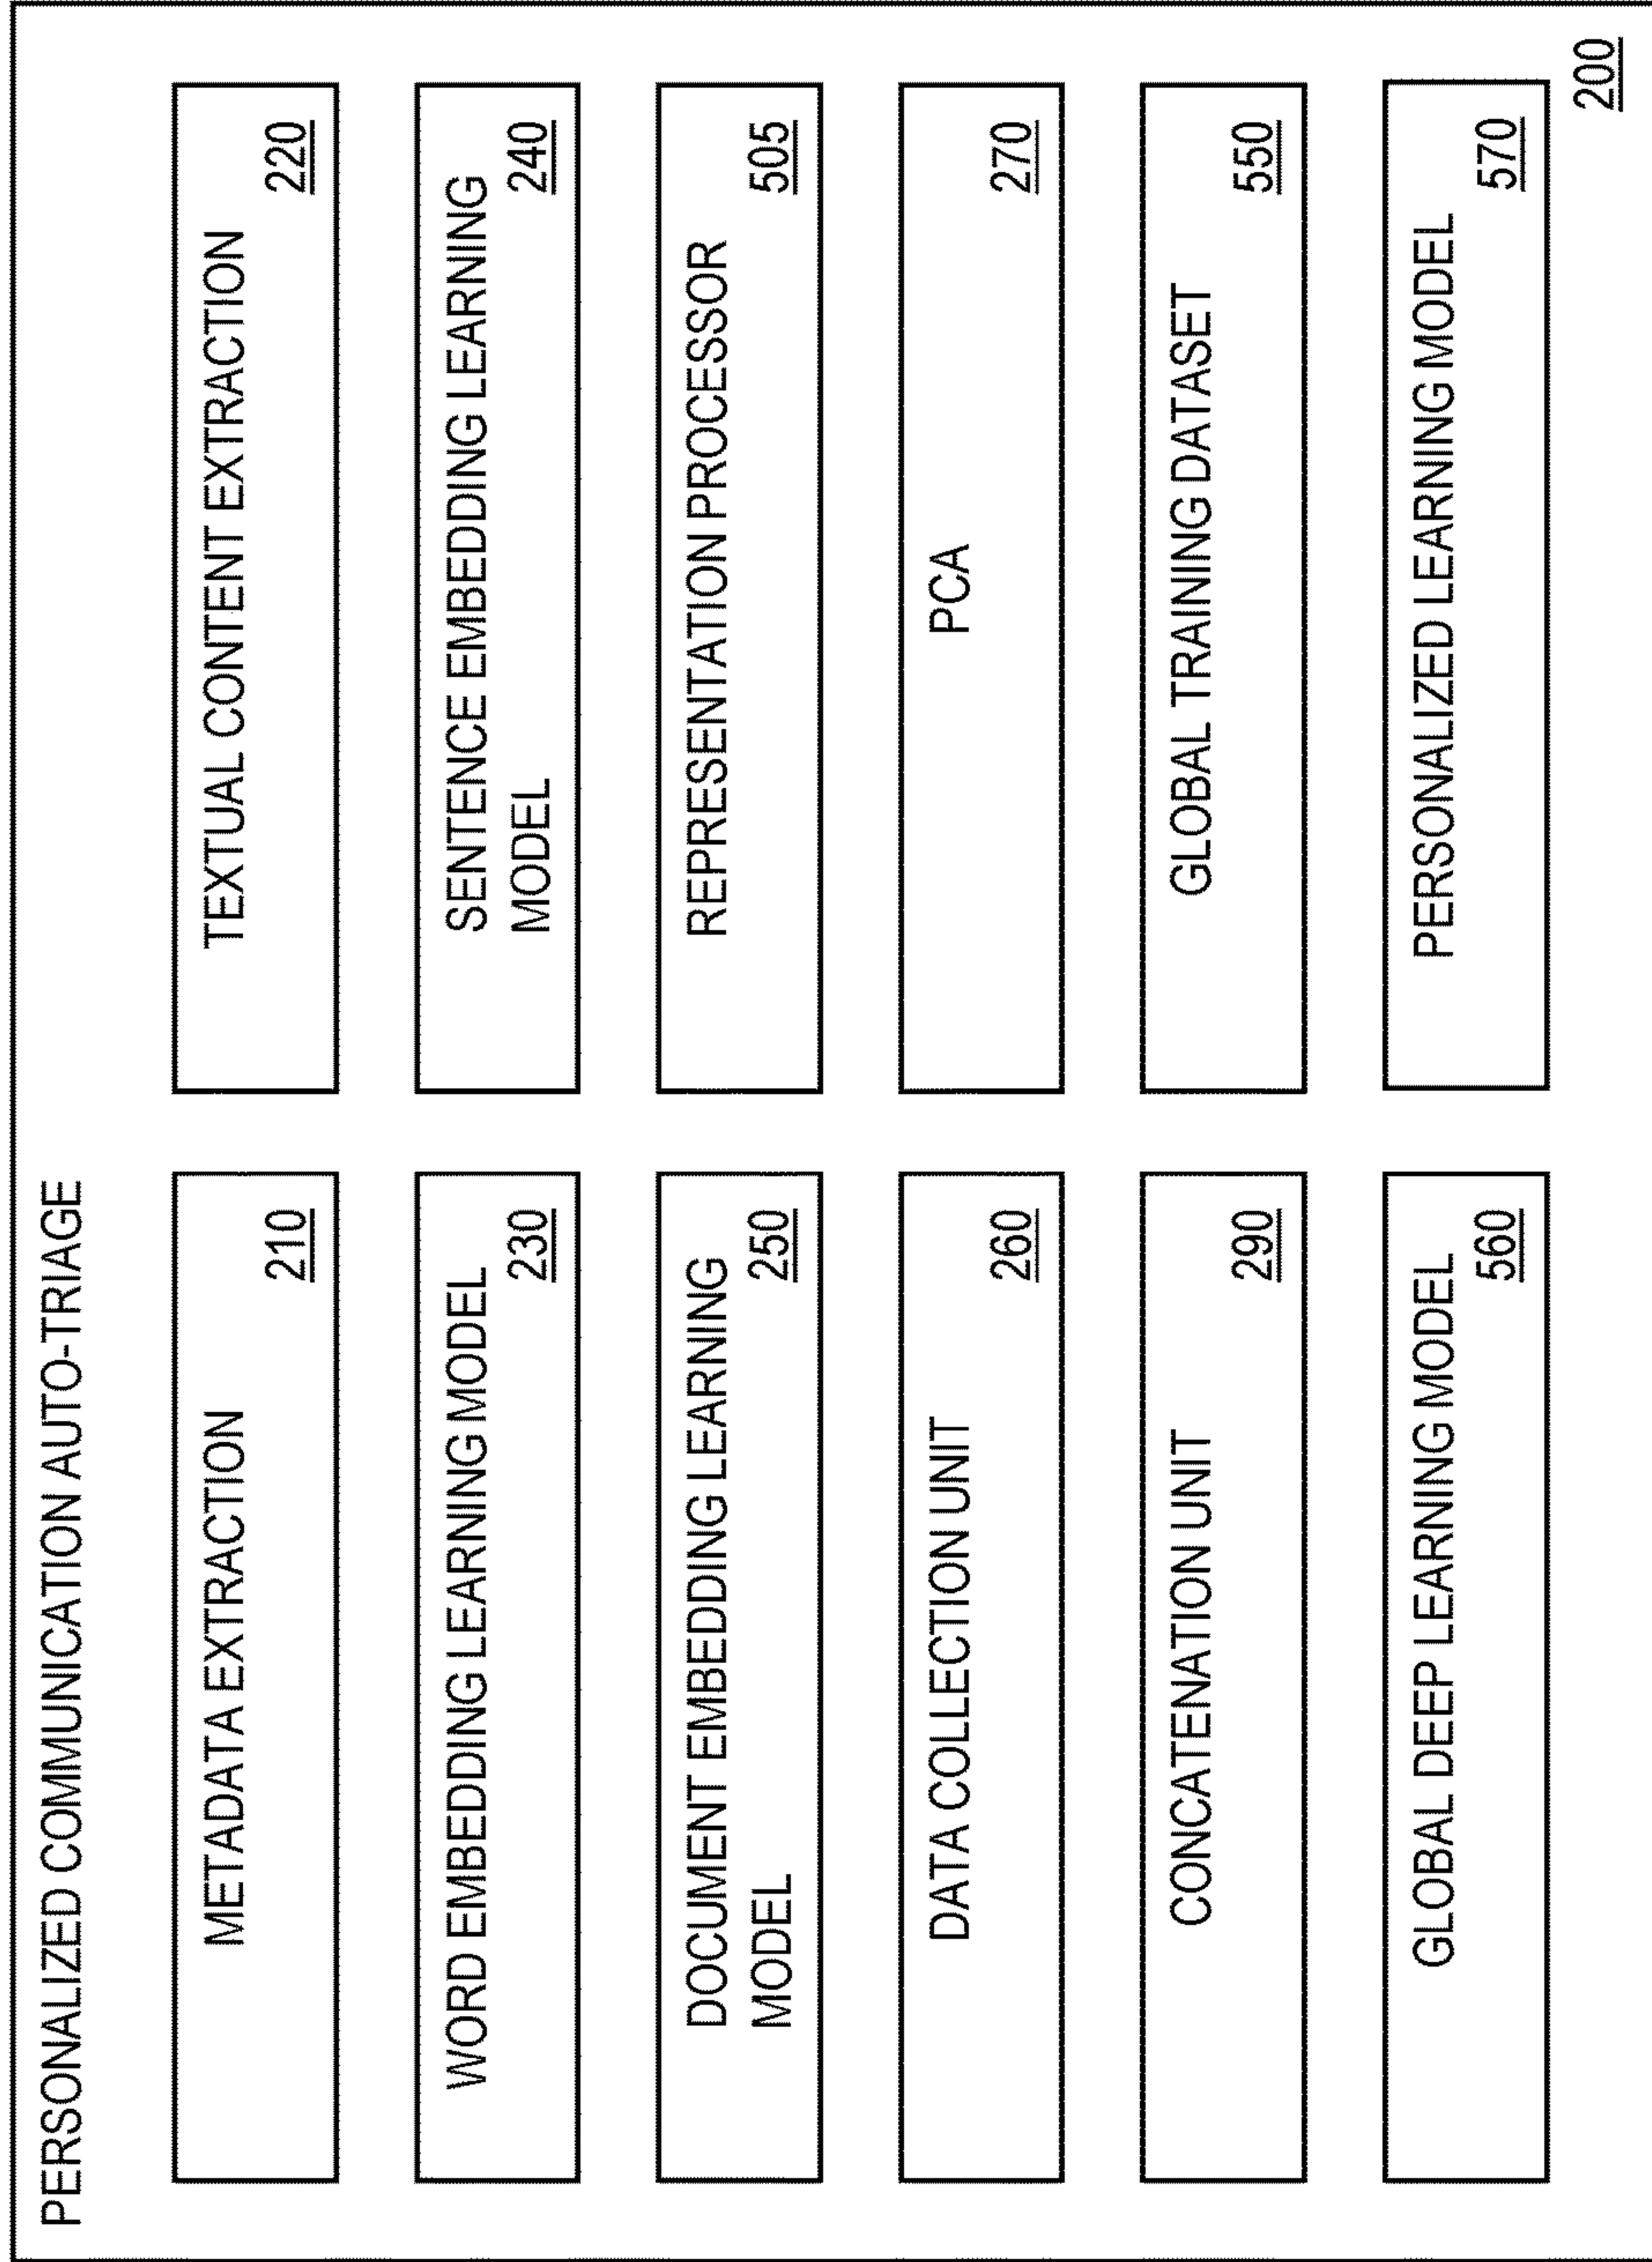 PERSONALIZED COMMUNICATION AUTO-TRIAGE
METADATA EXTRACTION
210
TEXTUAL CONTENT EXTRACTION
220
WORD EMBEDDING LEARNING MODEL
230
SENTENCE EMBEDDING LEARNING
MODEL
240
DOCUMENT EMBEDDING LEARNING
MODEL
250
REPRESENTATION PROCESSOR
505
DATA COLLECTION UNIT
260
PCA
270
CONCATENATION UNIT
290
GLOBAL TRAINING DATASET
550
GLOBAL DEEP LEARNING MODEL
560
PERSONALIZED LEARNING MODEL
570
200